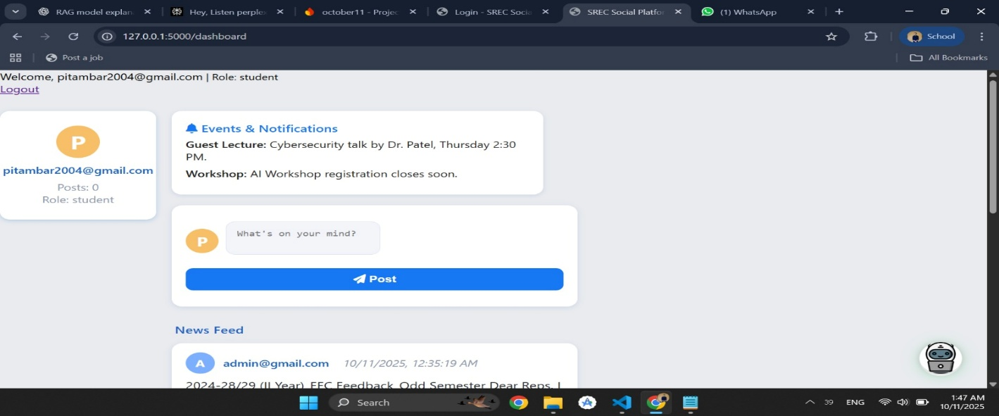 RAG model explan
Hey, Listen perplex
october11 - Projec
Login - SREC Socia
SREC Social Platfo
(1) WhatsApp
127.0.0.1:5000/dashboard
School
Post a job
All Bookmarks
Welcome, pitambar2004@gmail.com | Role: student
Logout
P
pitambar2004@gmail.com
Posts: 0
Role: student
Events & Notifications
Guest Lecture: Cybersecurity talk by Dr. Patel, Thursday 2:30
PM.
Workshop: AI Workshop registration closes soon.
P
What's on your mind?
Post
News Feed
A
admin@gmail.com 10/11/2025, 12:35:19 AM
2024-28/29 (II Year) Odd Semester Dear Reps, I
Search
39
ENG
1:47 AM
10/11/2025